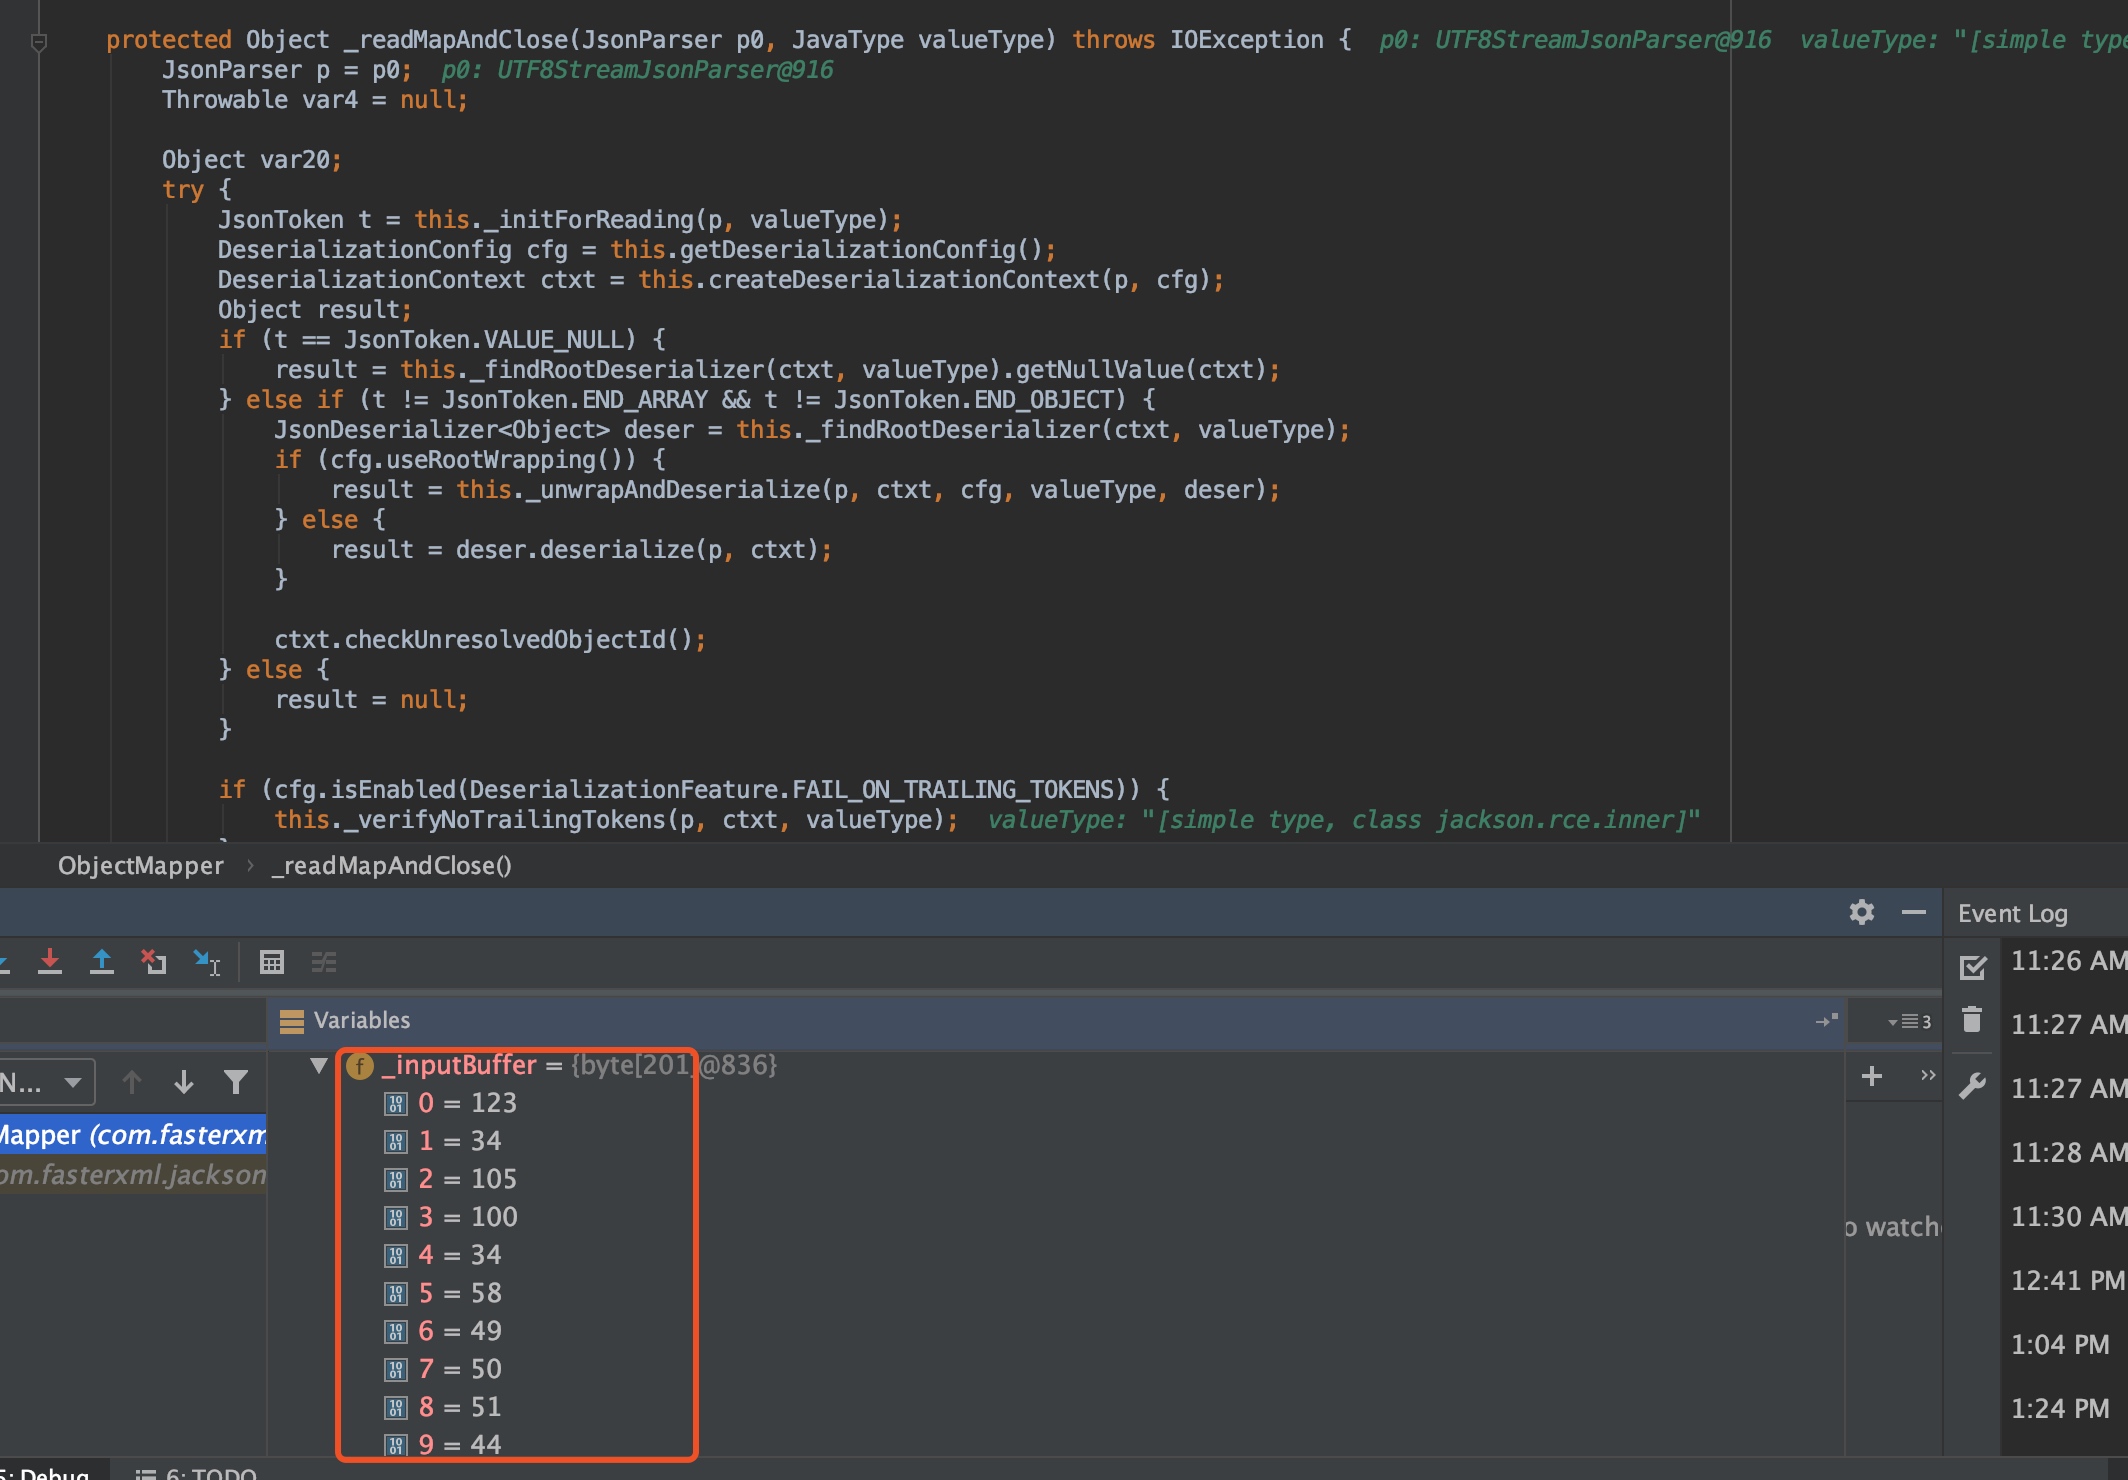 protected Object _readMapAndClose(JsonParser p0, JavaType valueType) throws IOException {  p0: UTF8StreamJsonParser@916  valueType: "[simple type
JsonParser p = p0;  p0: UTF8StreamJsonParser@916
Throwable var4 = null;
Object var20;
try {
JsonToken t = this._initForReading(p, valueType);
DeserializationConfig cfg = this.getDeserializationConfig();
DeserializationContext ctxt = this.createDeserializationContext(p, cfg);
Object result;
if (t == JsonToken.VALUE_NULL) {
result = this._findRootDeserializer(ctxt, valueType).getNullValue(ctxt);
} else if (t != JsonToken.END_ARRAY && t != JsonToken.END_OBJECT) {
JsonDeserializer<Object> deser = this._findRootDeserializer(ctxt, valueType);
if (cfg.useRootWrapping()) {
result = this._unwrapAndDeserialize(p, ctxt, cfg, valueType, deser);
} else {
result = deser.deserialize(p, ctxt);
}
ctxt.checkUnresolvedObjectId();
} else {
result = null;
}
if (cfg.isEnabled(DeserializationFeature.FAIL_ON_TRAILING_TOKENS)) {
this._verifyNoTrailingTokens(p, ctxt, valueType);  valueType: "[simple type, class jackson.rce.inner]"
ObjectMapper › _readMapAndClose()
Event Log
11:26 AM
11:27 AM
11:27 AM
11:28 AM
11:30 AM
12:41 PM
1:04 PM
1:24 PM
Variables
3
N...
Mapper (com.fasterxm
om.fasterxml.jackson
f _inputBuffer = {byte[201]@836}
0 = 123
1 = 34
2 = 105
3 = 100
4 = 34
5 = 58
6 = 49
7 = 50
8 = 51
9 = 44
o watch
5: Debug
6: TODO